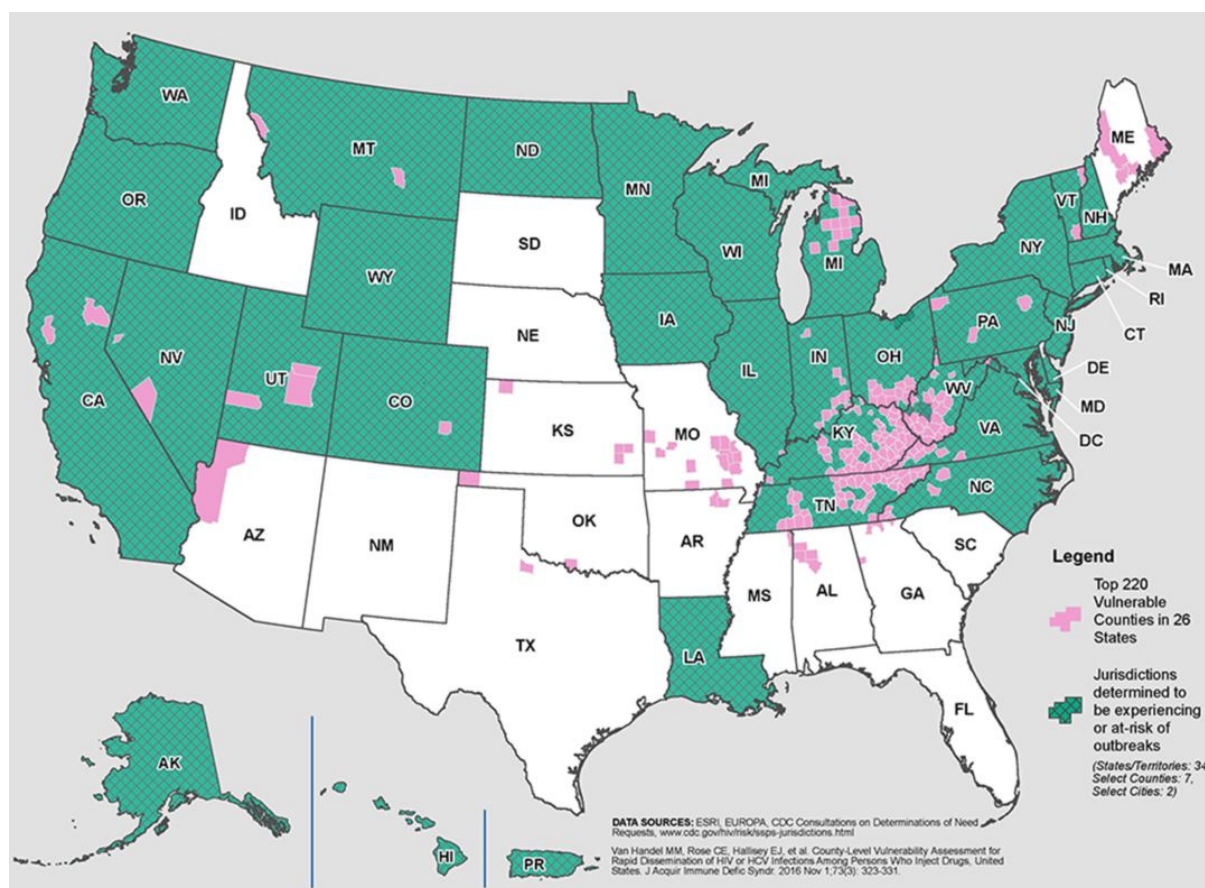 WA
MT
ND
MN
MI
ME
VT
NH
OR
ID
SD
WI
MI
NY
MA
RI
CT
WY
IA
PA
NJ
NE
NV
UT
CO
IL
IN
OH
WV
DE
MD
DC
CA
KS
MO
KY
VA
NC
TN
AZ
NM
OK
AR
SC
MS
AL
GA
TX
LA
FL
AK
HI
PR
Legend
Top 220
Vulnerable
Counties in 26
States
Jurisdictions
determined to
be experiencing
or at-risk of
outbreaks
(States/Territories: 34
Select Counties: 7,
Select Cities: 2)
DATA SOURCES: ESRI, EUROPA, CDC Consultations on Determinations of Need
Requests, www.cdc.gov/hiv/risk/ssps-jurisdictions.html
Van Handel MM, Rose CE, Hallisey EJ, et al. County-Level Vulnerability Assessment for
Rapid Dissemination of HIV or HCV Infections Among Persons Who Inject Drugs, United
States. J Acquir Immune Defic Syndr. 2016 Nov 1;73(3): 323-331.